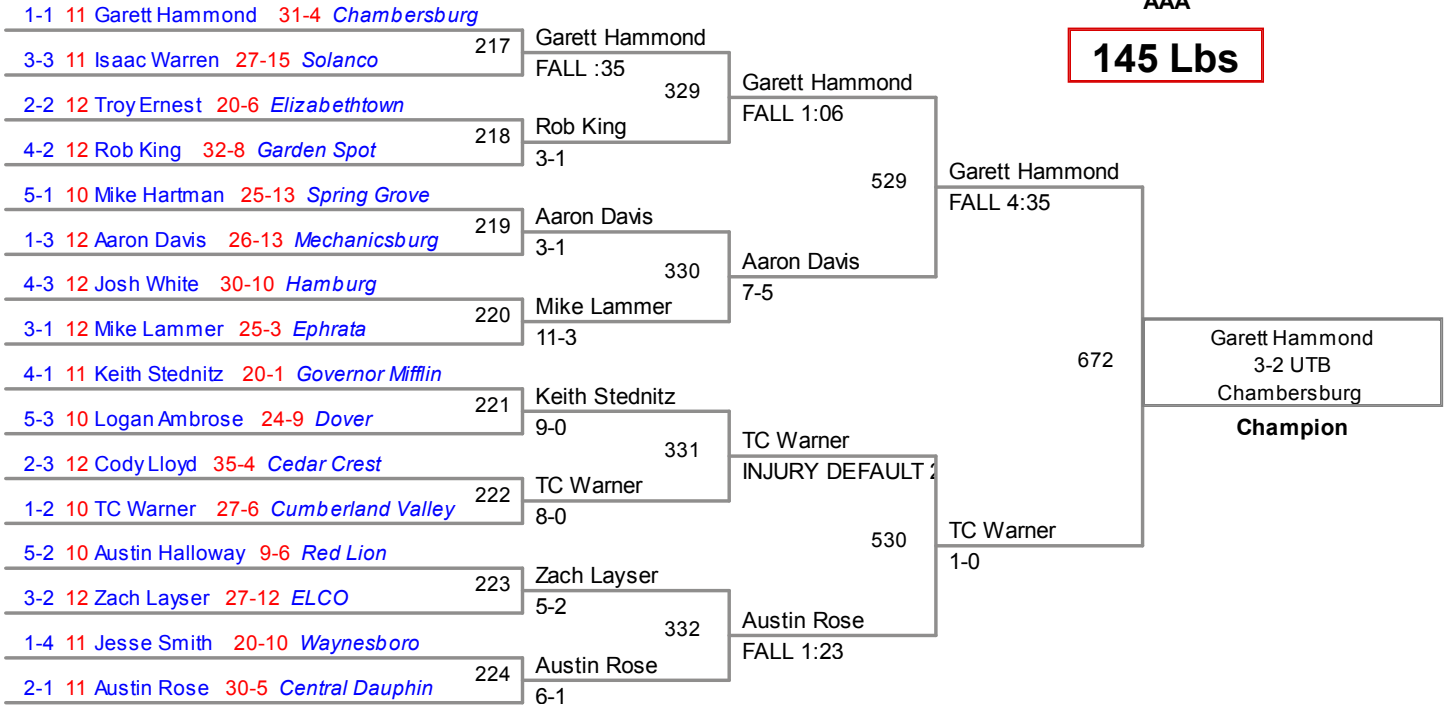 AAA
145 Lbs
1-1 11 Garett Hammond 31-4 Chambersburg
3-3 11 Isaac Warren 27-15 Solanco
2-2 12 Troy Ernest 20-6 Elizabethtown
4-2 12 Rob King 32-8 Garden Spot
5-1 10 Mike Hartman 25-13 Spring Grove
1-3 12 Aaron Davis 26-13 Mechanicsburg
4-3 12 Josh White 30-10 Hamburg
3-1 12 Mike Lammer 25-3 Ephrata
4-1 11 Keith Stednitz 20-1 Governor Mifflin
5-3 10 Logan Ambrose 24-9 Dover
2-3 12 Cody Lloyd 35-4 Cedar Crest
1-2 10 TC Warner 27-6 Cumberland Valley
5-2 10 Austin Halloway 9-6 Red Lion
3-2 12 Zach Layser 27-12 ELCO
1-4 11 Jesse Smith 20-10 Waynesboro
2-1 11 Austin Rose 30-5 Central Dauphin
217
218
219
220
221
222
223
224
Garett Hammond
FALL :35
Rob King
3-1
Aaron Davis
3-1
Mike Lammer
11-3
Keith Stednitz
9-0
TC Warner
8-0
Zach Layser
5-2
Austin Rose
6-1
329
330
331
332
Garett Hammond
FALL 1:06
Aaron Davis
7-5
TC Warner
INJURY DEFAULT
Austin Rose
FALL 1:23
529
530
Garett Hammond
FALL 4:35
TC Warner
1-0
672
Garett Hammond
3-2 UTB
Chambersburg
Champion